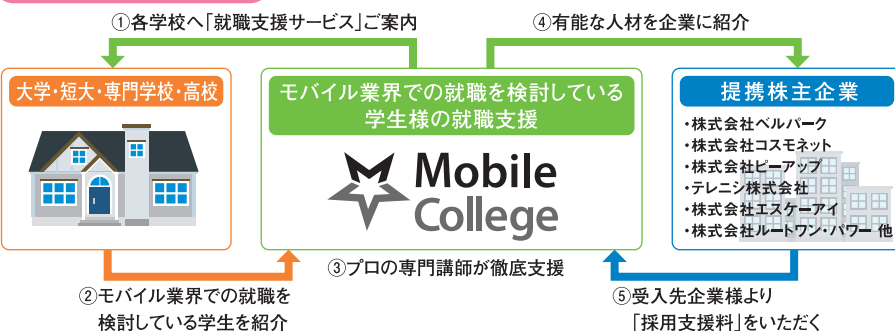 ①各学校へ「就職支援サービス」ご案内
④有能な人材を企業に紹介
大学・短大・専門学校・高校
モバイル業界での就職を検討している
学生様の就職支援
Mobile
College
提携株主企業
・株式会社ベルパーク
・株式会社コスモネット
・株式会社ピーアップ
・テレニシ株式会社
・株式会社エスケーアイ
・株式会社ルートワン・パワー 他
③プロの専門講師が徹底支援
②モバイル業界での就職を
検討している学生を紹介
⑤受入先企業様より
「採用支援料」をいただく